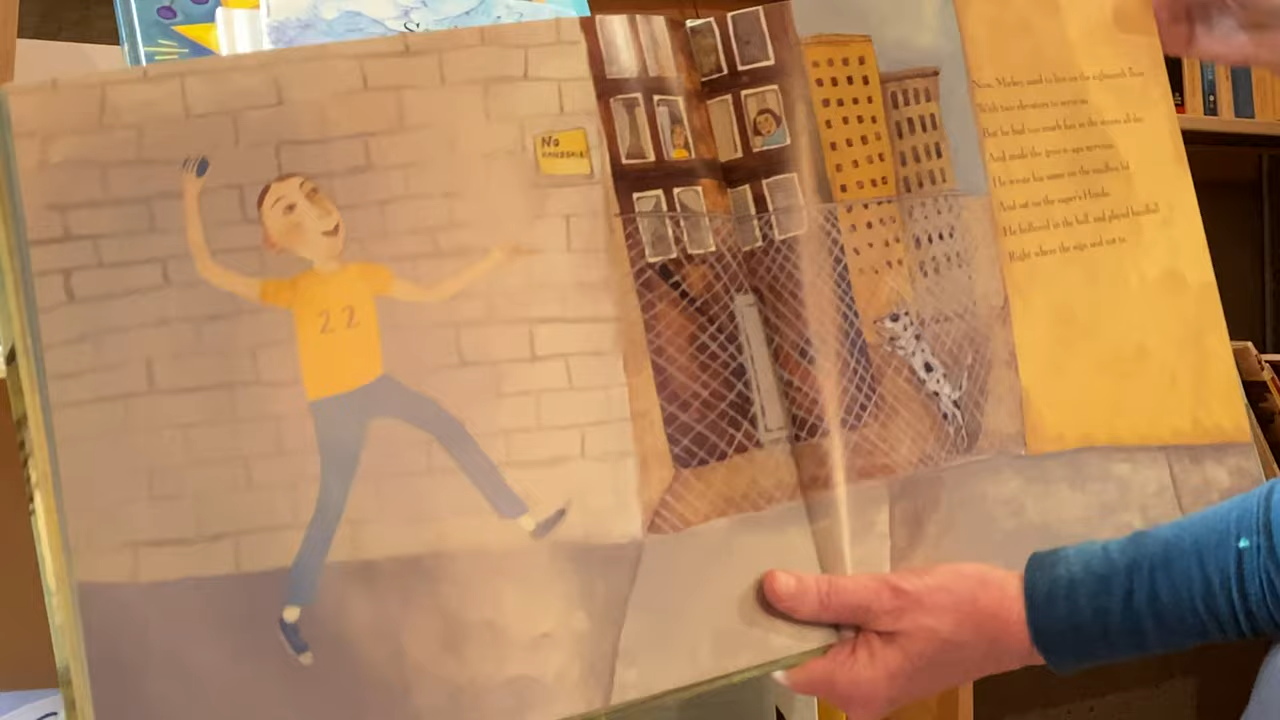 No
HANDBALL
22
Now, Mickey used to live on the eighteenth floor
With two elevators to serve us.
But he had too much fun in the streets all day
And made the grown-ups nervous.
He wrote his name on the mailbox lid
And sat on the super's Honda.
He hollered in the hall, and played handball
Right where the sign said not to.